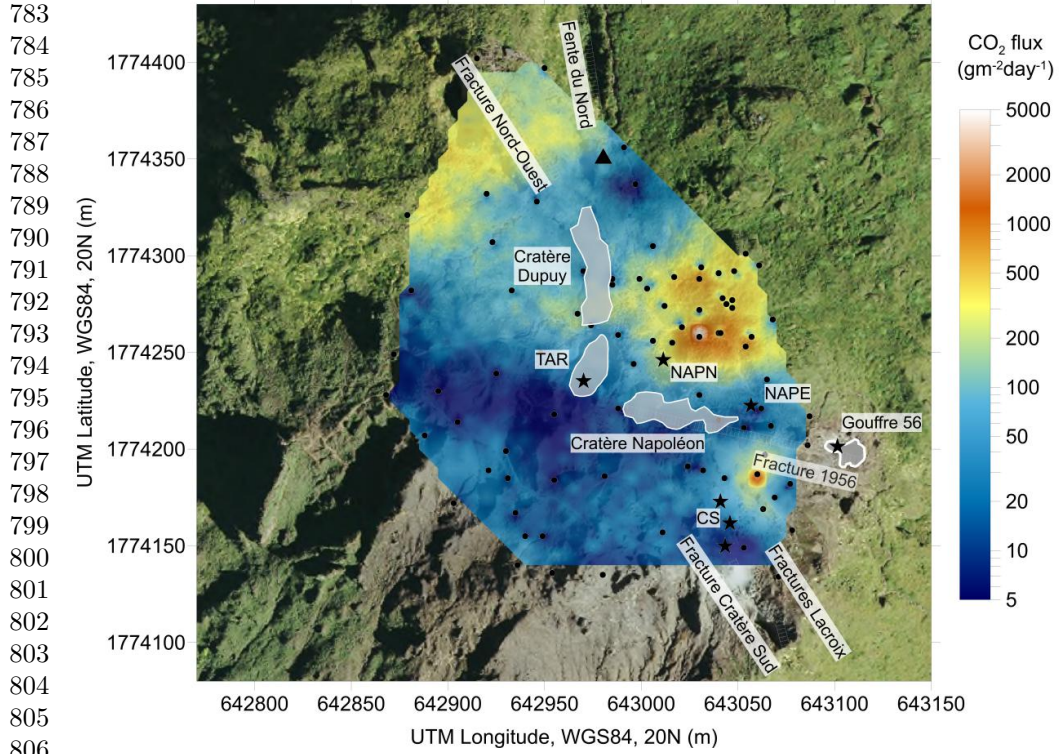 783
784
785
786
787
788
789
790
791
792
793
794
795
796
797
798
799
800
801
802
803
804
805
806
1774400
1774350
1774300
1774250
1774200
1774150
1774100
UTM Latitude, WGS84, 20N (m)
Fracture Nord-Ouest
Fente du Nord
Cratère
Dupuy
TAR
NAPN
NAPE
Cratère Napoléon
Gouffre 56
Fracture 1956
CS
Fracture Cratère Sud
Fractures Lacroix
642800 642850 642900 642950 643000 643050 643100 643150
UTM Longitude, WGS84, 20N (m)
CO₂ flux
(gm⁻²day⁻¹)
5000
2000
1000
500
200
100
50
20
10
5